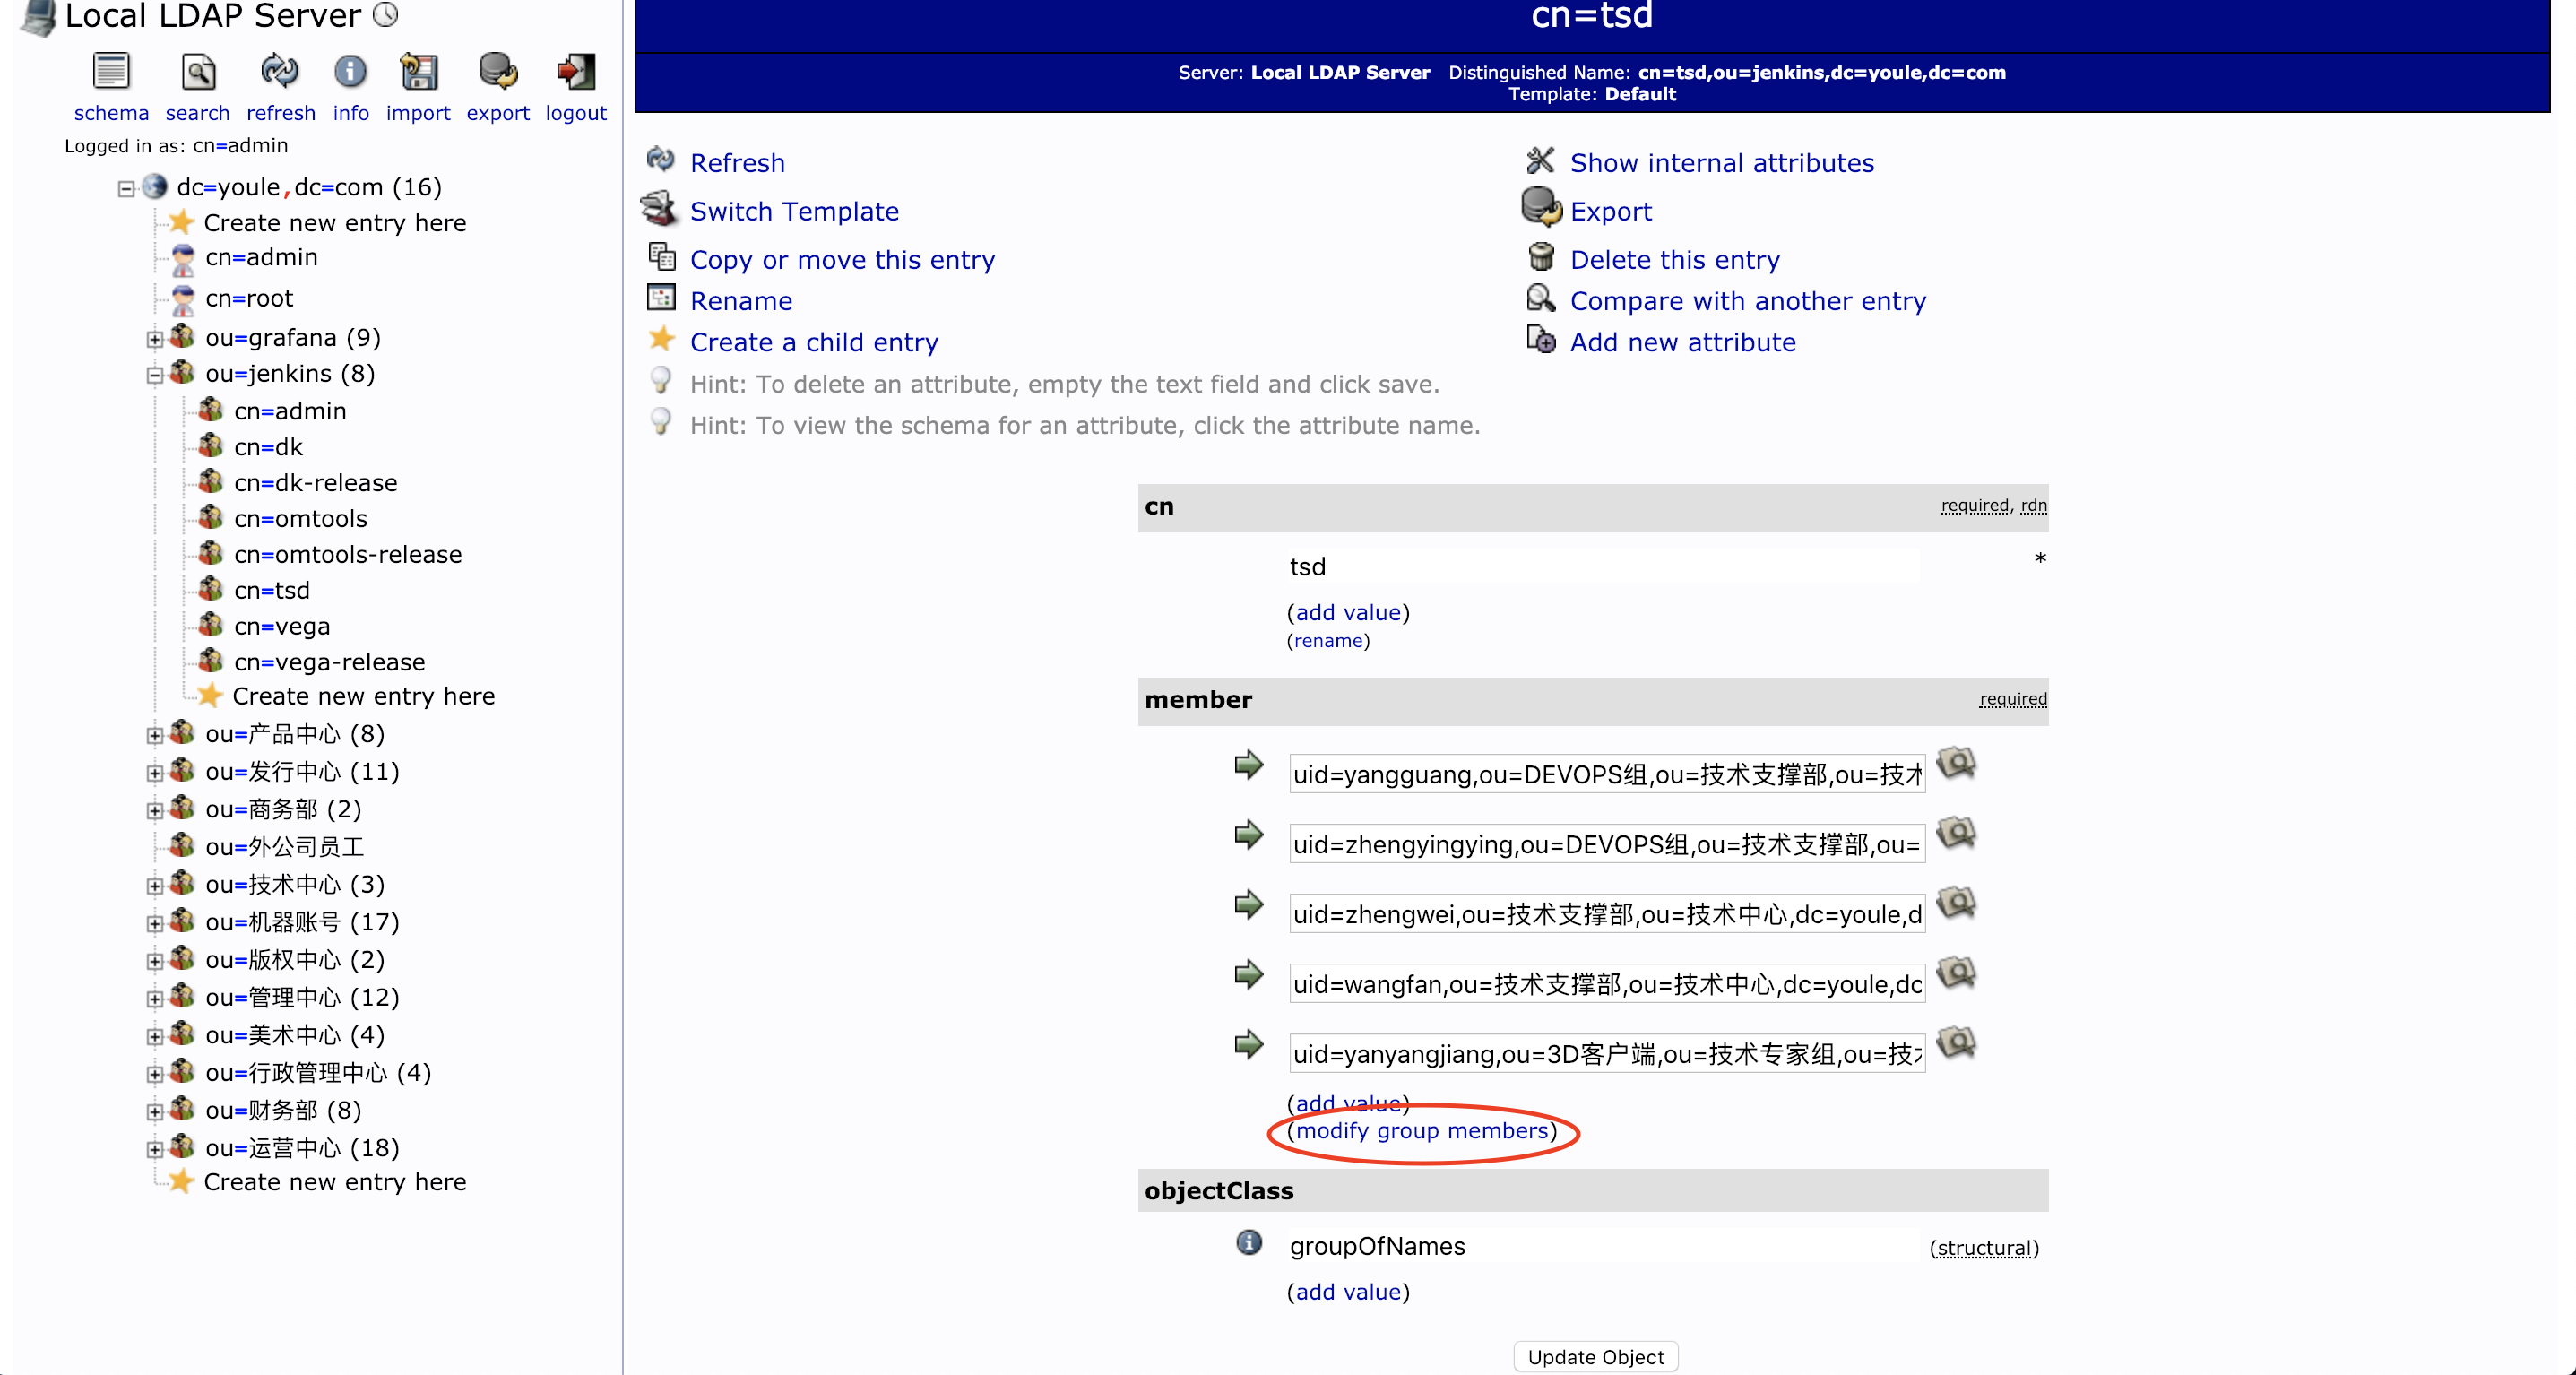 Local LDAP Server
schema search refresh info import export logout
Logged in as: cn=admin
dc=youle,dc=com (16)
Create new entry here
cn=admin
cn=root
ou=grafana (9)
ou=jenkins (8)
cn=admin
cn=dk
cn=dk-release
cn=omtools
cn=omtools-release
cn=tsd
cn=vega
cn=vega-release
Create new entry here
ou=产品中心 (8)
ou=发行中心 (11)
ou=商务部 (2)
ou=外公司员工
ou=技术中心 (3)
ou=机器账号 (17)
ou=版权中心 (2)
ou=管理中心 (12)
ou=美术中心 (4)
ou=行政管理中心 (4)
ou=财务部 (8)
ou=运营中心 (18)
Create new entry here
cn=tsd
Server: Local LDAP Server Distinguished Name: cn=tsd,ou=jenkins,dc=youle,dc=com
Template: Default
Refresh
Show internal attributes
Switch Template
Export
Copy or move this entry
Delete this entry
Rename
Compare with another entry
Create a child entry
Add new attribute
Hint: To delete an attribute, empty the text field and click save.
Hint: To view the schema for an attribute, click the attribute name.
cn required, rdn
tsd *
(add value)
(rename)
member required
uid=yangguang,ou=DEVOPS组,ou=技术支撑部,ou=技术
uid=zhengyingying,ou=DEVOPS组,ou=技术支撑部,ou=
uid=zhengwei,ou=技术支撑部,ou=技术中心,dc=youle,d
uid=wangfan,ou=技术支撑部,ou=技术中心,dc=youle,dc
uid=yanyangjiang,ou=3D客户端,ou=技术专家组,ou=技
(add value)
(modify group members)
objectClass
groupOfNames (structural)
(add value)
Update Object